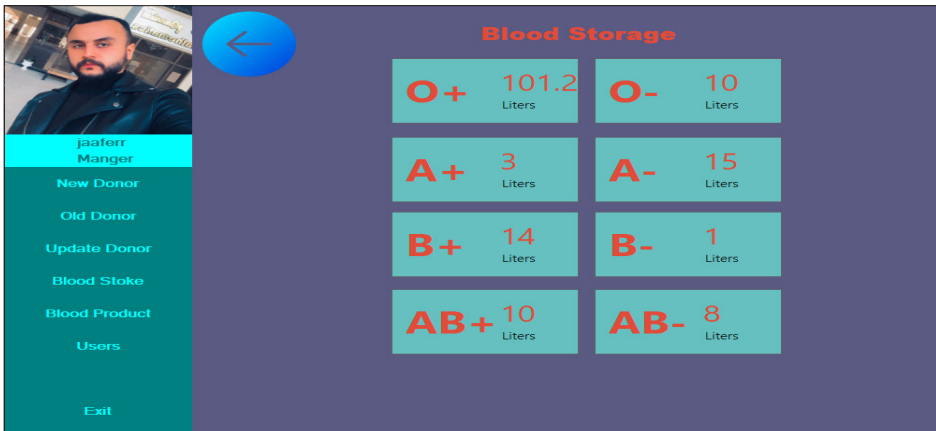 jaaferr
Manger
New Donor
Old Donor
Update Donor
Blood Stoke
Blood Product
Users
Exit
Blood Storage
O+ 101.2
Liters
O- 10
Liters
A+ 3
Liters
A- 15
Liters
B+ 14
Liters
B- 1
Liters
AB+ 10
Liters
AB- 8
Liters